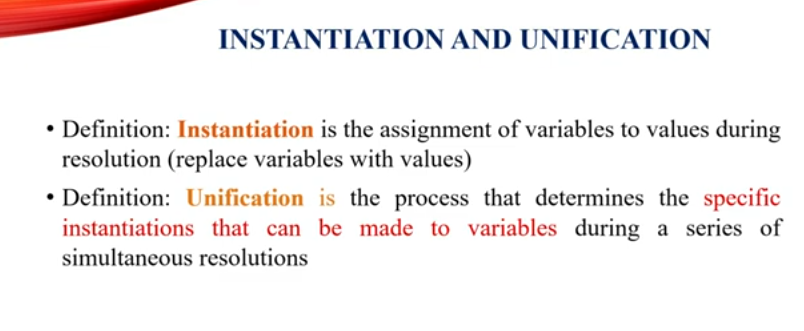 INSTANTIATION AND UNIFICATION
• Definition: Instantiation is the assignment of variables to values during
resolution (replace variables with values)
• Definition: Unification is the process that determines the specific
instantiations that can be made to variables during a series of
simultaneous resolutions